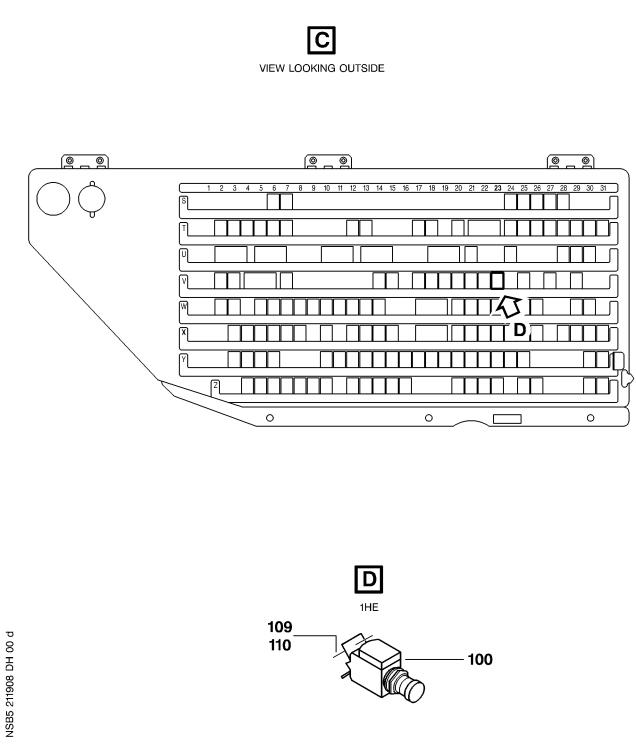 C
VIEW LOOKING OUTSIDE
1 2 3 4 5 6 7 8 9 10 11 12 13 14 15 16 17 18 19 20 21 22 23 24 25 26 27 28 29 30 31
S
T
U
V
W
D
X
Y
Z
D
1HE
109
110
100
NSB5 211908 DH 00 d